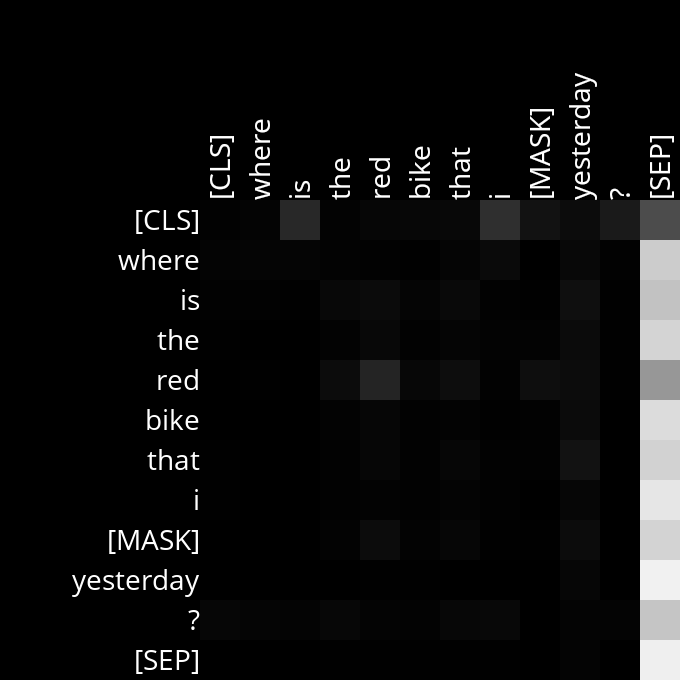 [CLS] where is the red bike that i [MASK] yesterday ? [SEP]
[CLS]
where
is
the
red
bike
that
i
[MASK]
yesterday
?
[SEP]